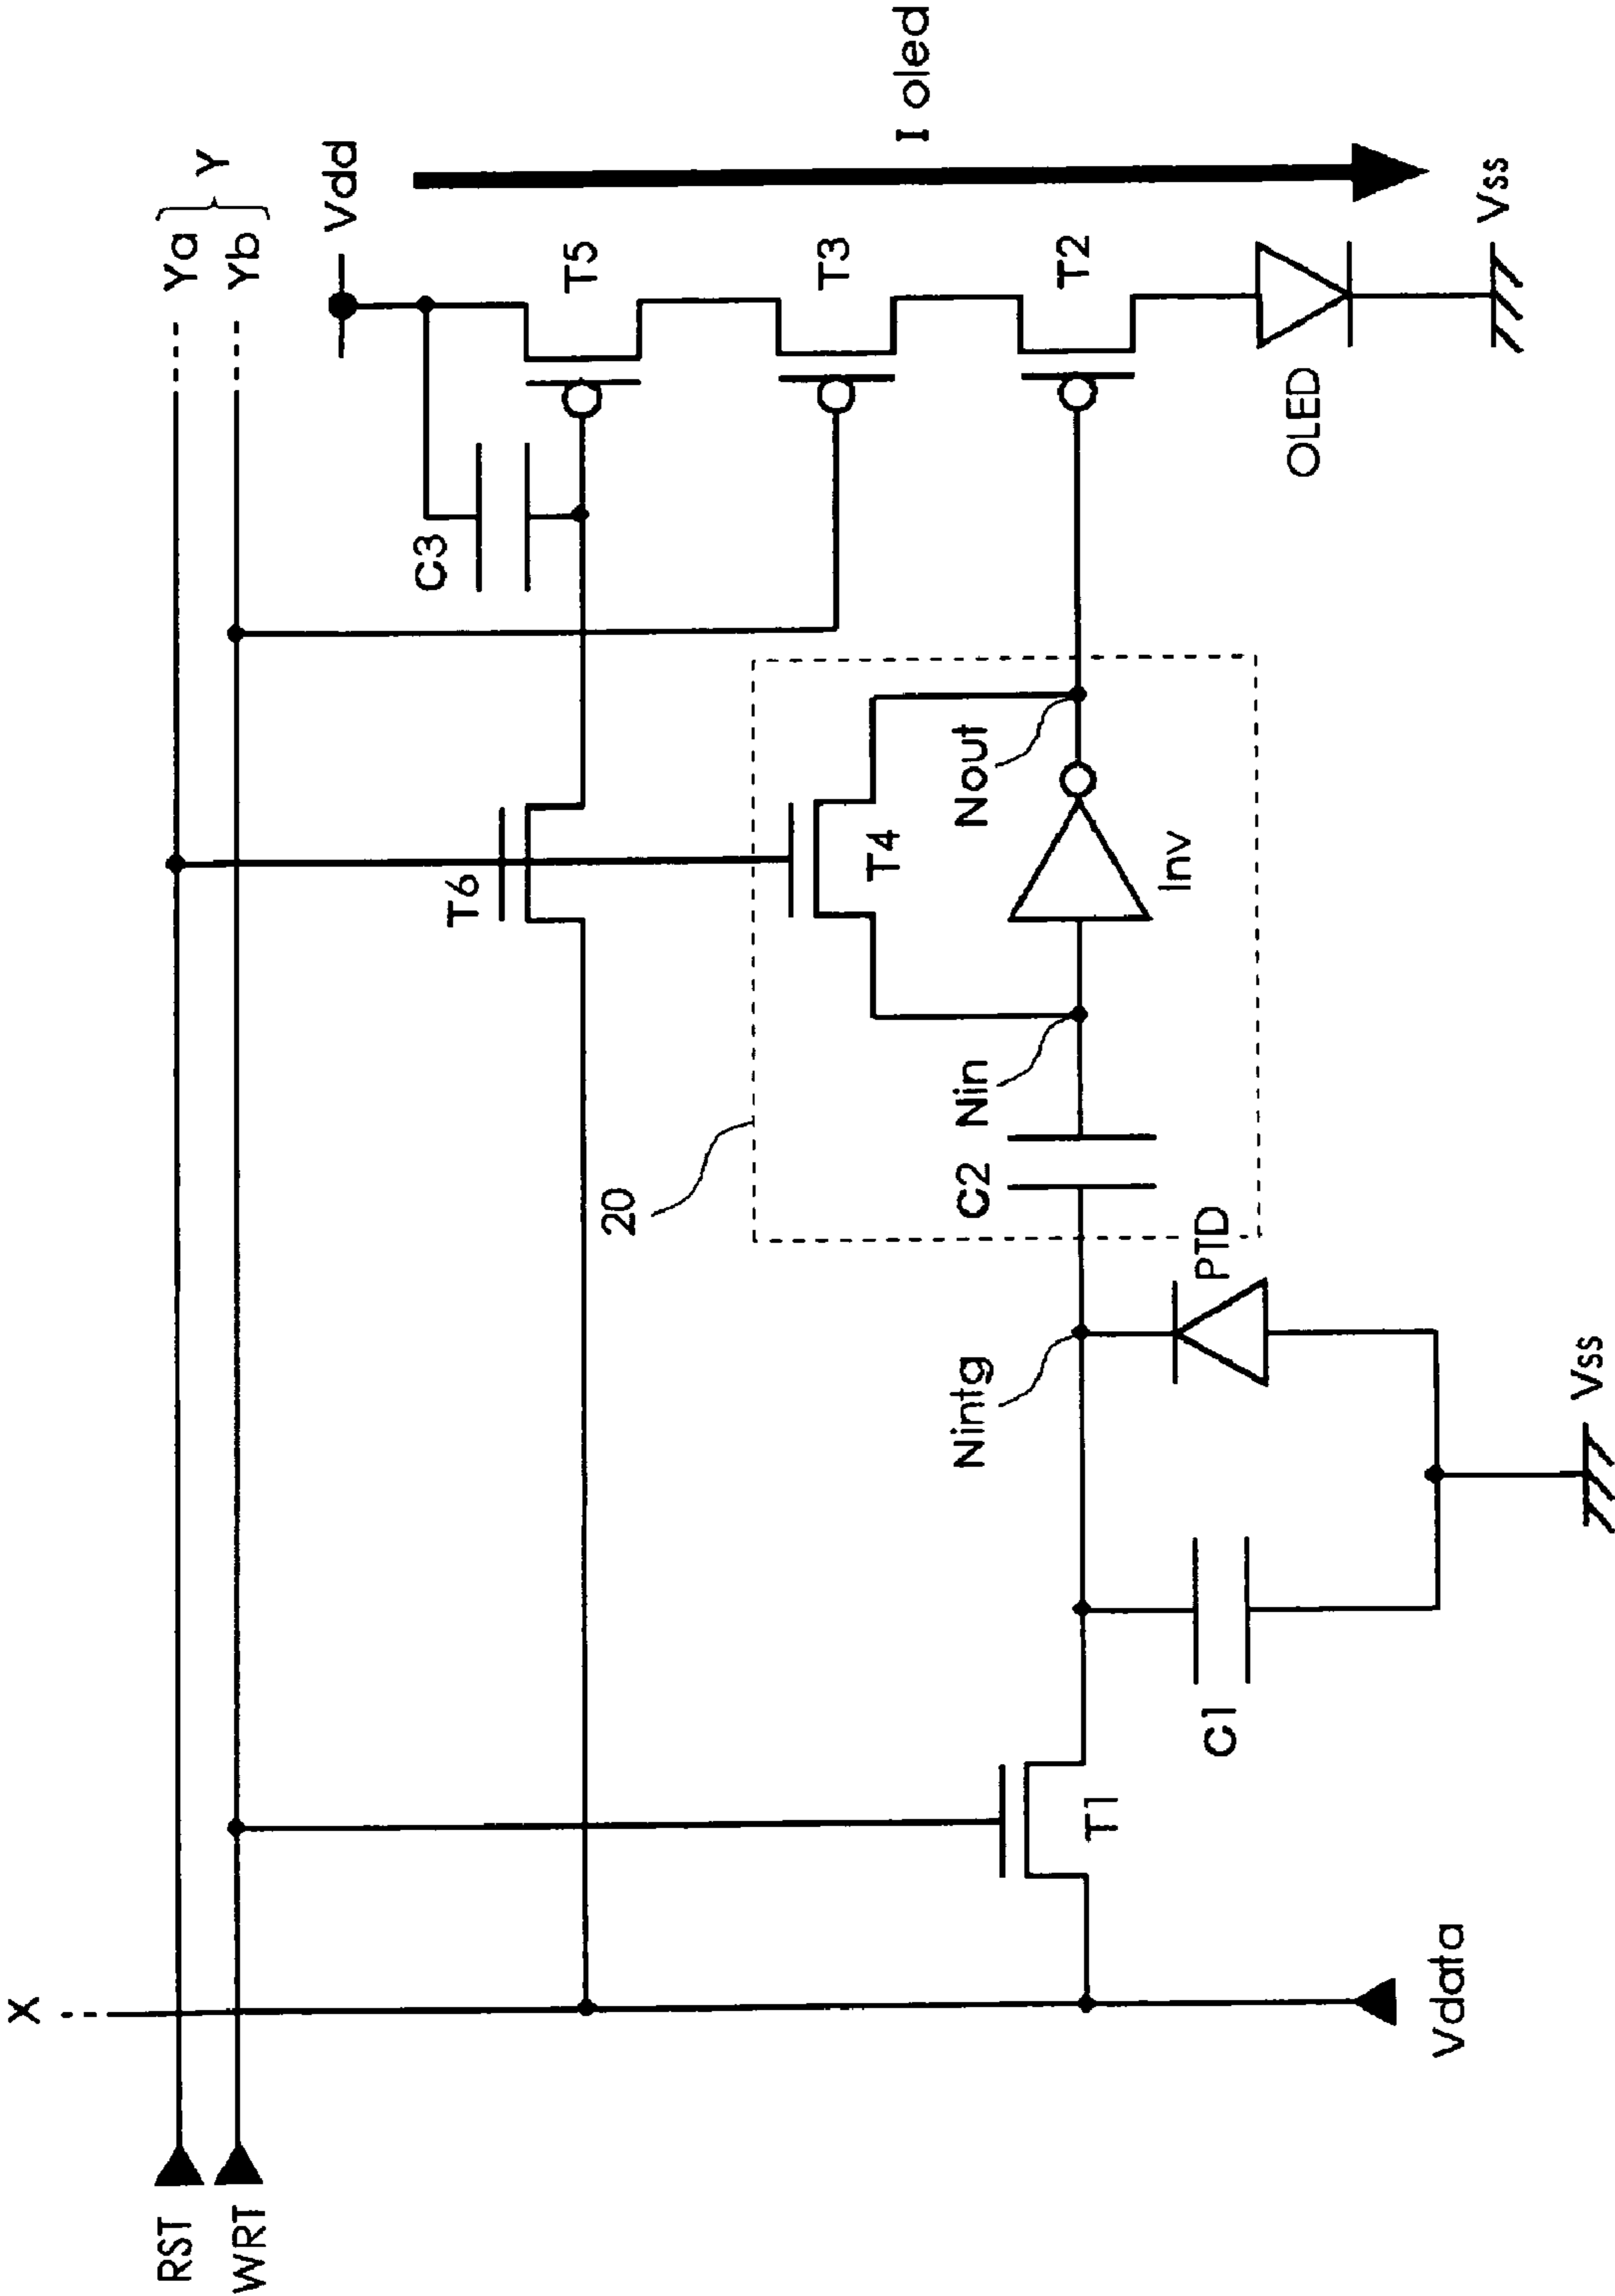 X
RST
WRT
Ya
Yb
Y
Vdd
C3
T5
T6
T3
I oled
20
T4
Nout
Nin
Nintg
C2
Inv
T2
T1
C1
PTD
OLED
Vdata
Vss
Vss